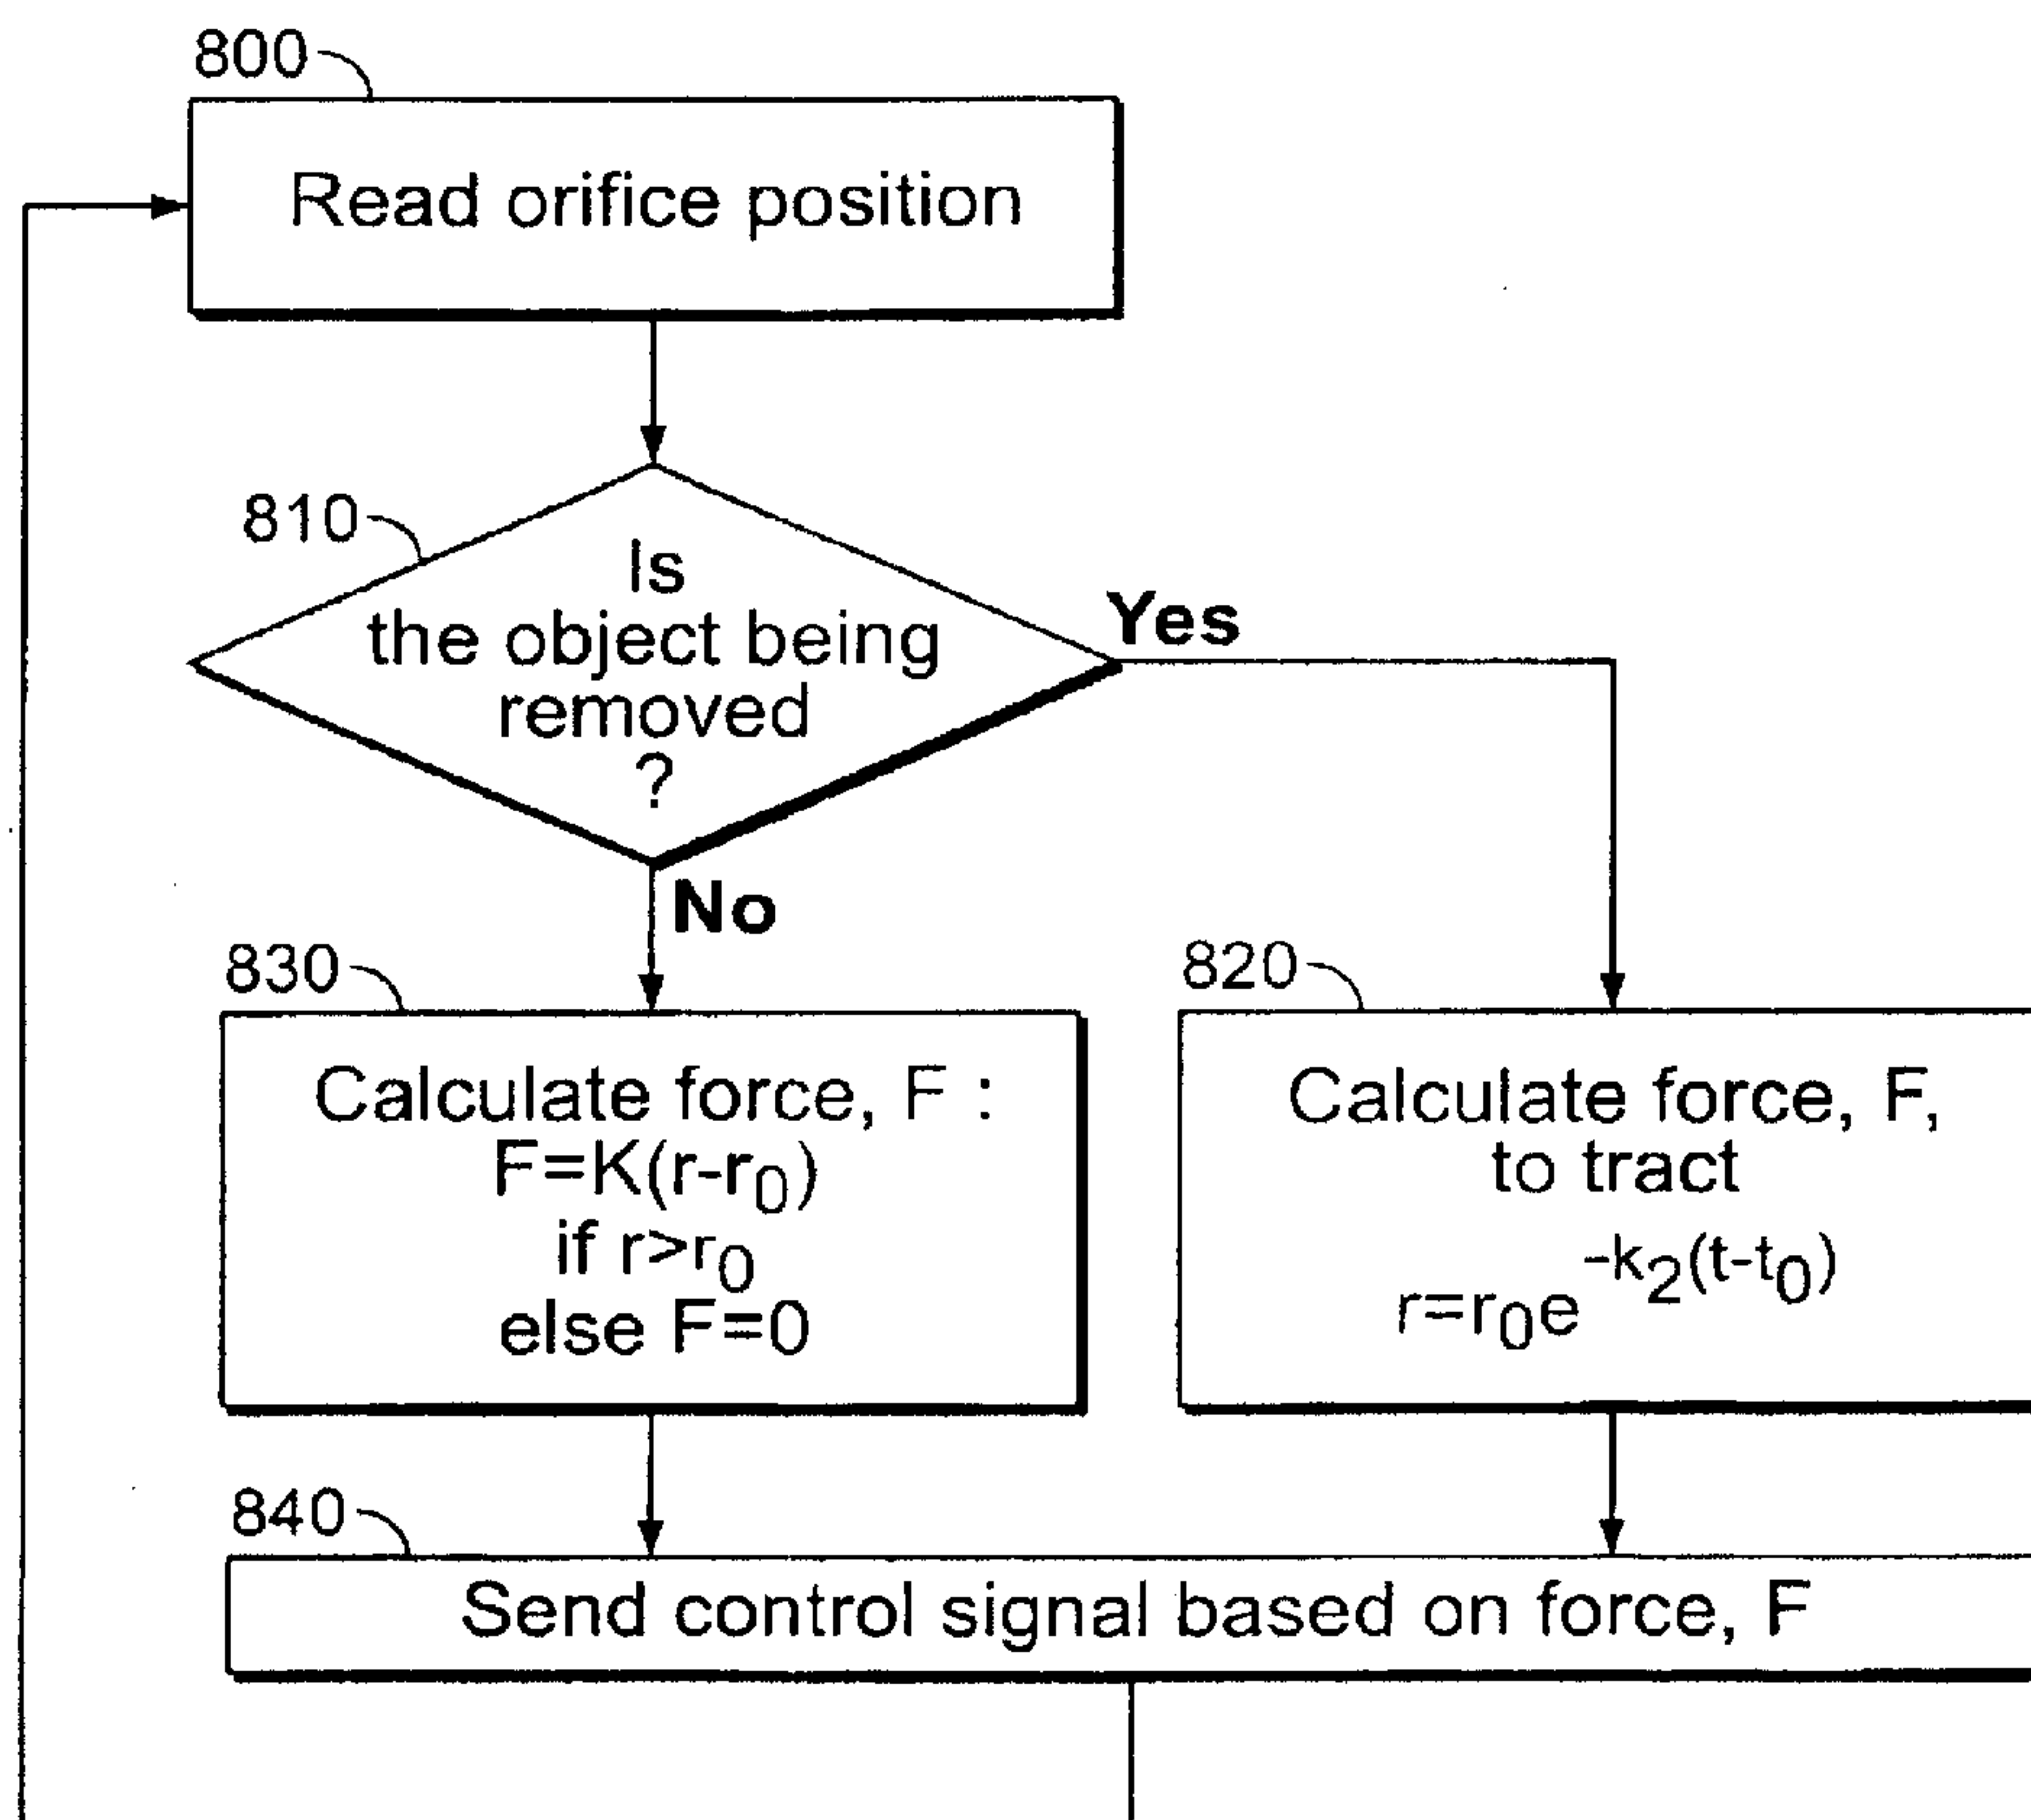 800
Read orifice position
810
Is
the object being
removed
?
Yes
No
830
Calculate force, F :
F=K(r-r₀)
if r>r₀
else F=0
820
Calculate force, F,
to tract
r=r₀e^-k₂(t-t₀)
840
Send control signal based on force, F